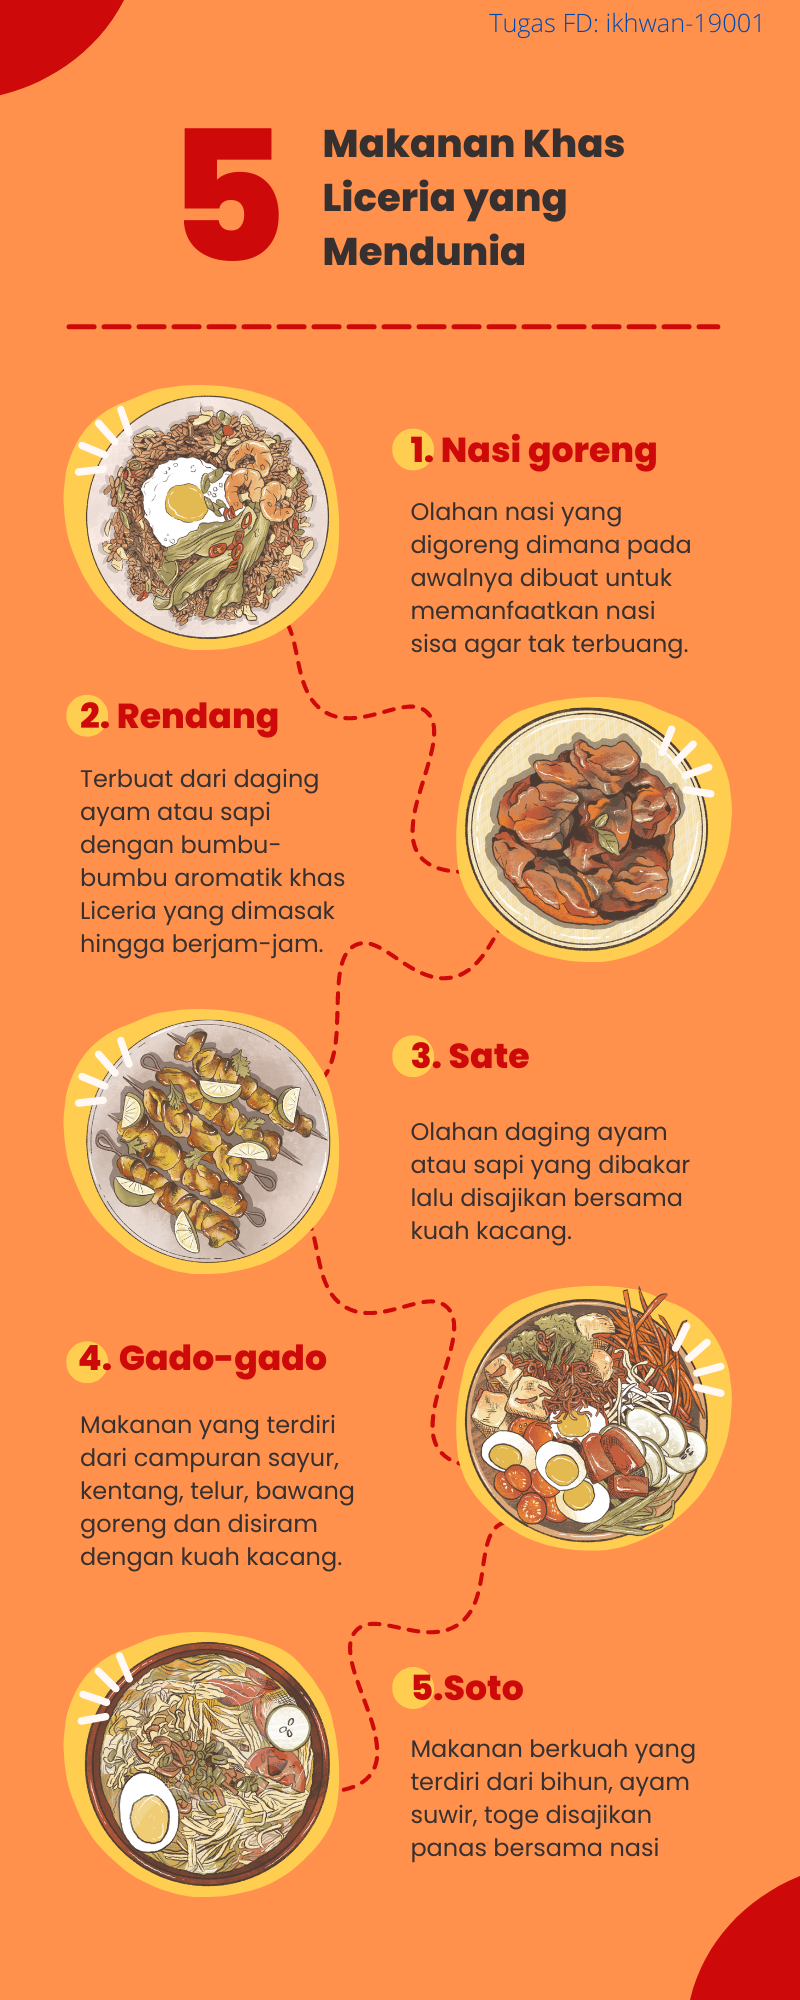 Tugas FD: ikhwan-19001
5
Makanan Khas
Liceria yang
Mendunia
1. Nasi goreng
Olahan nasi yang
digoreng dimana pada
awalnya dibuat untuk
memanfaatkan nasi
sisa agar tak terbuang.
2. Rendang
Terbuat dari daging
ayam atau sapi
dengan bumbu-
bumbu aromatik khas
Liceria yang dimasak
hingga berjam-jam.
3. Sate
Olahan daging ayam
atau sapi yang dibakar
lalu disajikan bersama
kuah kacang.
4. Gado-gado
Makanan yang terdiri
dari campuran sayur,
kentang, telur, bawang
goreng dan disiram
dengan kuah kacang.
5.Soto
Makanan berkuah yang
terdiri dari bihun, ayam
suwir, toge disajikan
panas bersama nasi